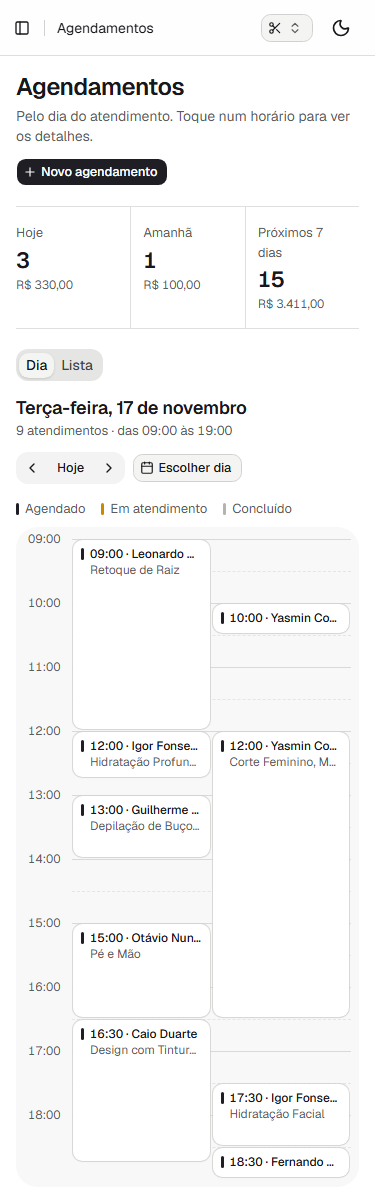 Agendamentos
Agendamentos
Pelo dia do atendimento. Toque num horário para ver
os detalhes.
+ Novo agendamento
Hoje
3
R$ 330,00
Amanhã
1
R$ 100,00
Próximos 7
dias
15
R$ 3.411,00
Dia
Lista
Terça-feira, 17 de novembro
9 atendimentos · das 09:00 às 19:00
Hoje
Escolher dia
Agendado
Em atendimento
Concluído
09:00
09:00 · Leonardo ...
Retoque de Raiz
10:00
10:00 · Yasmin Co...
11:00
12:00
12:00 · Igor Fonse...
Hidratação Profun...
12:00 · Yasmin Co...
Corte Feminino, M...
13:00
13:00 · Guilherme ...
Depilação de Buço...
14:00
15:00
15:00 · Otávio Nun...
Pé e Mão
16:00
16:30 · Caio Duarte
Design com Tintur...
17:00
17:30 · Igor Fonse...
Hidratação Facial
18:00
18:30 · Fernando ...